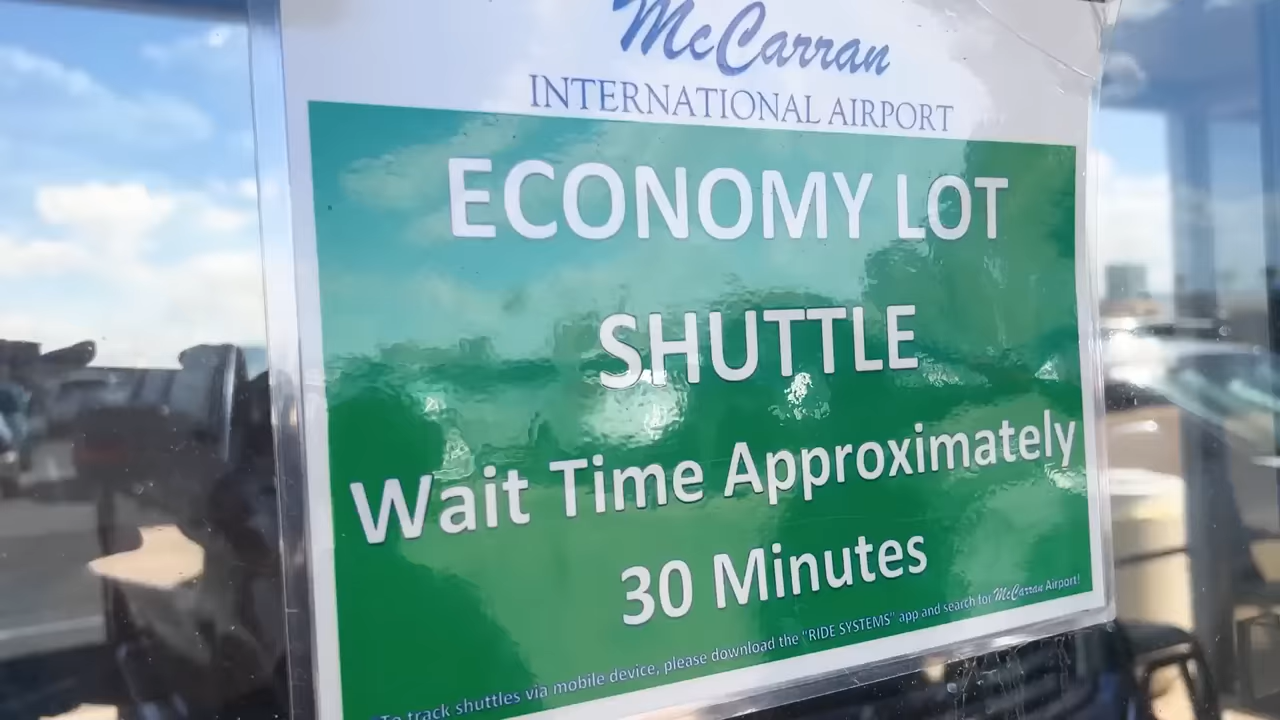 McCarran
INTERNATIONAL AIRPORT
ECONOMY LOT
SHUTTLE
Wait Time Approximately
30 Minutes
To track shuttles via mobile device, please download the "RIDE SYSTEMS" app and search for McCarran Airport!